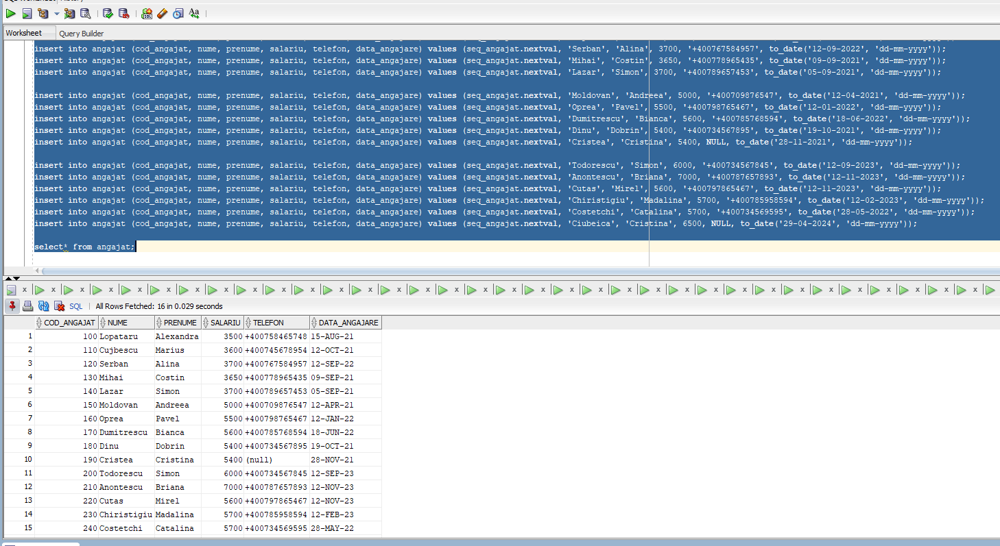 Worksheet Query Builder
insert into angajat (cod_angajat, nume, prenume, salariu, telefon, data_angajare) values (seq_angajat.nextval, 'Serban', 'Alina', 3700, '+400767584957', to_date('12-09-2022', 'dd-mm-yyyy'));
insert into angajat (cod_angajat, nume, prenume, salariu, telefon, data_angajare) values (seq_angajat.nextval, 'Mihai', 'Costin', 3650, '+400778965435', to_date('09-09-2021', 'dd-mm-yyyy'));
insert into angajat (cod_angajat, nume, prenume, salariu, telefon, data_angajare) values (seq_angajat.nextval, 'Lazar', 'Simon', 3700, '+400789657453', to_date('05-09-2021', 'dd-mm-yyyy'));
insert into angajat (cod_angajat, nume, prenume, salariu, telefon, data_angajare) values (seq_angajat.nextval, 'Moldovan', 'Andreea', 5000, '+400709876547', to_date('12-04-2021', 'dd-mm-yyyy'));
insert into angajat (cod_angajat, nume, prenume, salariu, telefon, data_angajare) values (seq_angajat.nextval, 'Oprea', 'Pavel', 5500, '+400798765467', to_date('12-01-2022', 'dd-mm-yyyy'));
insert into angajat (cod_angajat, nume, prenume, salariu, telefon, data_angajare) values (seq_angajat.nextval, 'Dumitrescu', 'Bianca', 5600, '+400785768594', to_date('18-06-2022', 'dd-mm-yyyy'));
insert into angajat (cod_angajat, nume, prenume, salariu, telefon, data_angajare) values (seq_angajat.nextval, 'Dinu', 'Dobrin', 5400, '+400734567895', to_date('19-10-2021', 'dd-mm-yyyy'));
insert into angajat (cod_angajat, nume, prenume, salariu, telefon, data_angajare) values (seq_angajat.nextval, 'Cristea', 'Cristina', 5400, NULL, to_date('28-11-2021', 'dd-mm-yyyy'));
insert into angajat (cod_angajat, nume, prenume, salariu, telefon, data_angajare) values (seq_angajat.nextval, 'Todorescu', 'Simon', 6000, '+400734567845', to_date('12-09-2023', 'dd-mm-yyyy'));
insert into angajat (cod_angajat, nume, prenume, salariu, telefon, data_angajare) values (seq_angajat.nextval, 'Anontescu', 'Briana', 7000, '+400787657893', to_date('12-11-2023', 'dd-mm-yyyy'));
insert into angajat (cod_angajat, nume, prenume, salariu, telefon, data_angajare) values (seq_angajat.nextval, 'Cutas', 'Mirel', 5600, '+400797865467', to_date('12-11-2023', 'dd-mm-yyyy'));
insert into angajat (cod_angajat, nume, prenume, salariu, telefon, data_angajare) values (seq_angajat.nextval, 'Chiristigiu', 'Madalina', 5700, '+400785958594', to_date('12-02-2023', 'dd-mm-yyyy'));
insert into angajat (cod_angajat, nume, prenume, salariu, telefon, data_angajare) values (seq_angajat.nextval, 'Costetchi', 'Catalina', 5700, '+400734569595', to_date('28-05-2022', 'dd-mm-yyyy'));
insert into angajat (cod_angajat, nume, prenume, salariu, telefon, data_angajare) values (seq_angajat.nextval, 'Ciubeica', 'Cristina', 6500, NULL, to_date('29-04-2024', 'dd-mm-yyyy'));
select* from angajat;
SQL All Rows Fetched: 16 in 0.029 seconds
COD_ANGAJAT NUME PRENUME SALARIU TELEFON DATA_ANGAJARE
1 100 Lopataru Alexandra 3500 +400758465748 15-AUG-21
2 110 Cujbescu Marius 3600 +400745678954 12-OCT-21
3 120 Serban Alina 3700 +400767584957 12-SEP-22
4 130 Mihai Costin 3650 +400778965435 09-SEP-21
5 140 Lazar Simon 3700 +400789657453 05-SEP-21
6 150 Moldovan Andreea 5000 +400709876547 12-APR-21
7 160 Oprea Pavel 5500 +400798765467 12-JAN-22
8 170 Dumitrescu Bianca 5600 +400785768594 18-JUN-22
9 180 Dinu Dobrin 5400 +400734567895 19-OCT-21
10 190 Cristea Cristina 5400 (null) 28-NOV-21
11 200 Todorescu Simon 6000 +400734567845 12-SEP-23
12 210 Anontescu Briana 7000 +400787657893 12-NOV-23
13 220 Cutas Mirel 5600 +400797865467 12-NOV-23
14 230 Chiristigiu Madalina 5700 +400785958594 12-FEB-23
15 240 Costetchi Catalina 5700 +400734569595 28-MAY-22